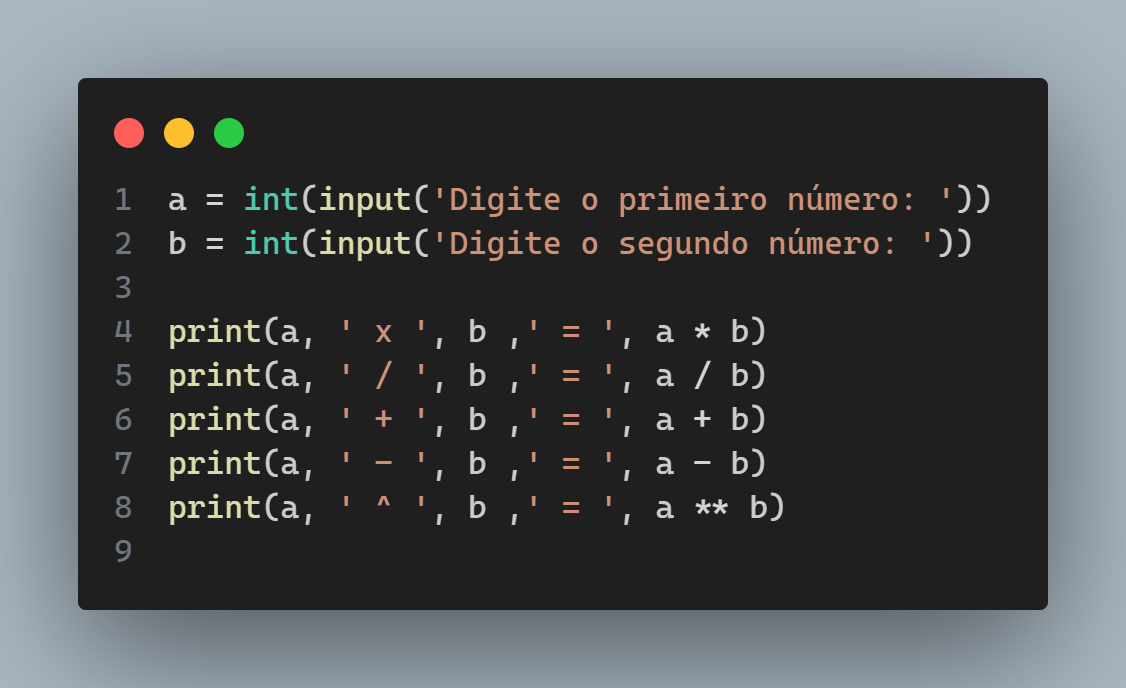 1 a = int(input('Digite o primeiro número: '))
2 b = int(input('Digite o segundo número: '))
3
4 print(a, ' x ', b ,' = ', a * b)
5 print(a, ' / ', b ,' = ', a / b)
6 print(a, ' + ', b ,' = ', a + b)
7 print(a, ' - ', b ,' = ', a - b)
8 print(a, ' ^ ', b ,' = ', a ** b)
9